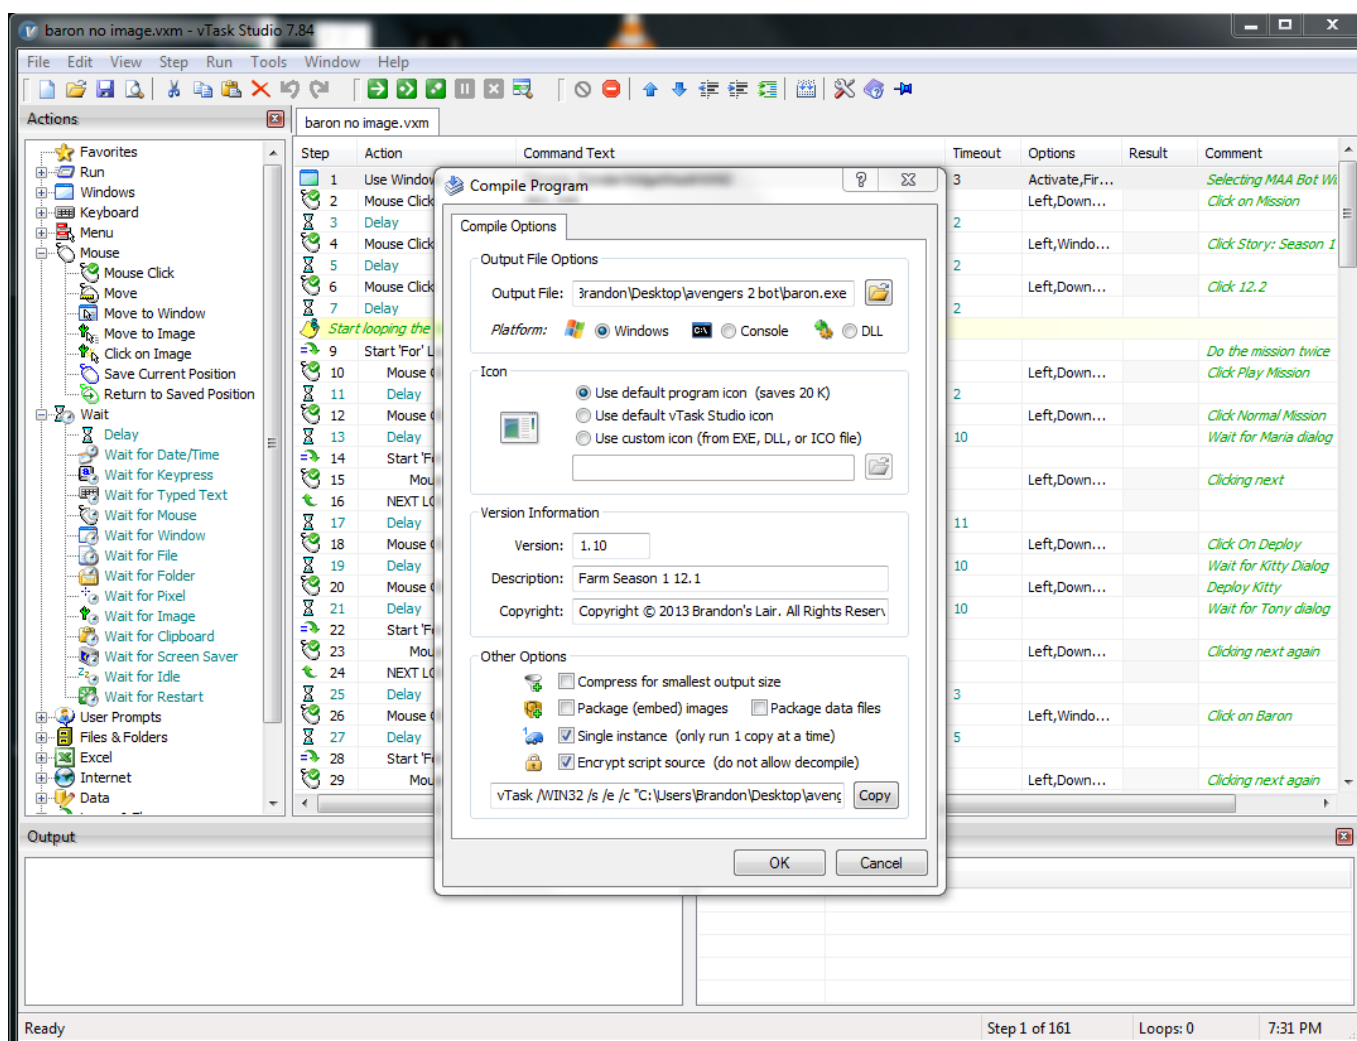 baron no image.vxm - vTask Studio 7.84
File Edit View Step Run Tools Window Help
Actions
baron no image.vxm
Favorites
Run
Windows
Keyboard
Menu
Mouse
Mouse Click
Move
Move to Window
Move to Image
Click on Image
Save Current Position
Return to Saved Position
Wait
Delay
Wait for Date/Time
Wait for Keypress
Wait for Typed Text
Wait for Mouse
Wait for Window
Wait for File
Wait for Folder
Wait for Pixel
Wait for Image
Wait for Clipboard
Wait for Screen Saver
Wait for Idle
Wait for Restart
User Prompts
Files & Folders
Excel
Internet
Data
Step Action Command Text Timeout Options Result Comment
1 Use Window 3 Activate,Fir... Selecting MAA Bot Wi
2 Mouse Click Left,Down... Click on Mission
3 Delay 2
4 Mouse Click Left,Windo... Click Story: Season 1
5 Delay 2
6 Mouse Click Left,Down... Click 12.2
7 Delay 2
Start looping the
9 Start 'For' L Do the mission twice
10 Mouse C Left,Down... Click Play Mission
11 Delay 2
12 Mouse C Left,Down... Click Normal Mission
13 Delay 10 Wait for Maria dialog
14 Start 'Fo
15 Mou Left,Down... Clicking next
16 NEXT LO
17 Delay 11
18 Mouse C Left,Down... Click On Deploy
19 Delay 10 Wait for Kitty Dialog
20 Mouse C Left,Down... Deploy Kitty
21 Delay 10 Wait for Tony dialog
22 Start 'Fo
23 Mou Left,Down... Clicking next again
24 NEXT LO
25 Delay 3
26 Mouse C Left,Windo... Click on Baron
27 Delay 5
28 Start 'Fo
29 Mou Left,Down... Clicking next again
Compile Program
Compile Options
Output File Options
Output File: Brandon\Desktop\avengers 2 bot\baron.exe
Platform: Windows Console DLL
Icon
Use default program icon (saves 20 K)
Use default vTask Studio icon
Use custom icon (from EXE, DLL, or ICO file)
Version Information
Version: 1.10
Description: Farm Season 1 12.1
Copyright: Copyright © 2013 Brandon's Lair. All Rights Reserv
Other Options
Compress for smallest output size
Package (embed) images Package data files
Single instance (only run 1 copy at a time)
Encrypt script source (do not allow decompile)
vTask /WIN32 /s /e /c "C:\Users\Brandon\Desktop\aveng Copy
OK Cancel
Output
Ready Step 1 of 161 Loops: 0 7:31 PM